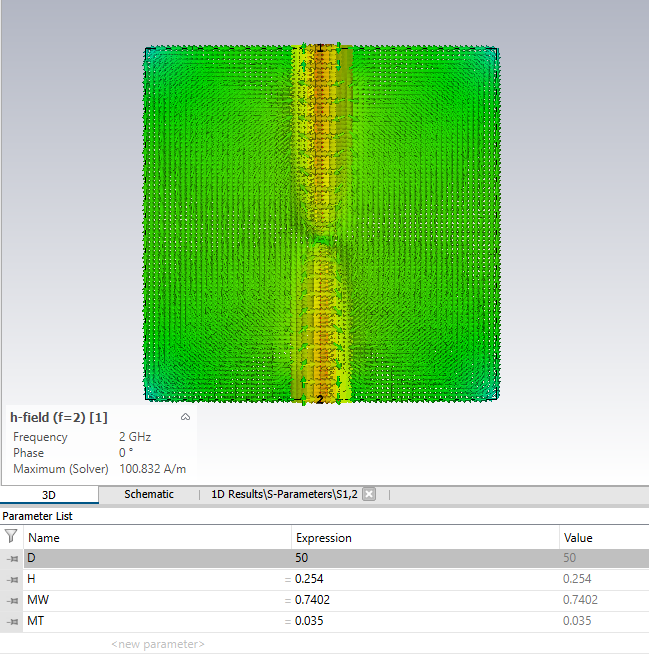 1
2
h-field (f=2) [1]
Frequency 2 GHz
Phase 0 °
Maximum (Solver) 100.832 A/m
3D Schematic 1D Results\S-Parameters\S1,2
Parameter List
Name Expression Value
D 50 50
H = 0.254 0.254
MW = 0.7402 0.7402
MT = 0.035 0.035
<new parameter>